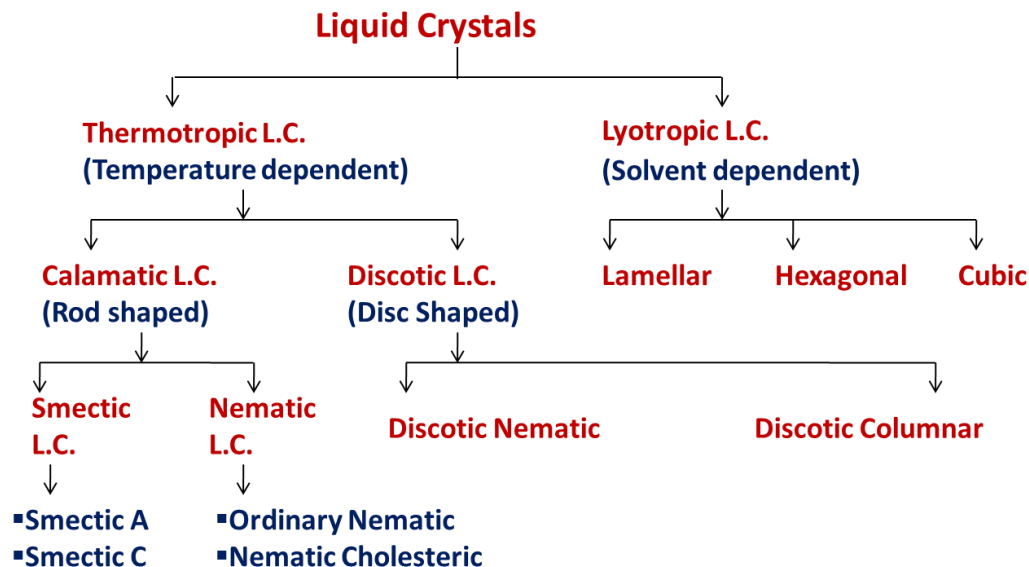 Liquid Crystals
Thermotropic L.C.
(Temperature dependent)
Lyotropic L.C.
(Solvent dependent)
Calamatic L.C.
(Rod shaped)
Discotic L.C.
(Disc Shaped)
Lamellar
Hexagonal
Cubic
Smectic
L.C.
Nematic
L.C.
Discotic Nematic
Discotic Columnar
▪Smectic A
▪Smectic C
▪Ordinary Nematic
▪Nematic Cholesteric